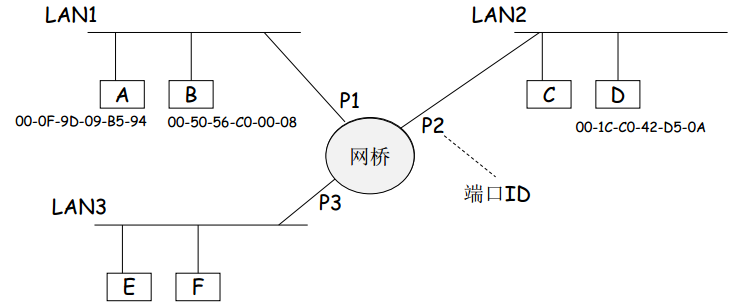 LAN1
LAN2
A
B
C
D
00-0F-9D-09-B5-94
00-50-56-C0-00-08
00-1C-C0-42-D5-0A
P1
P2
网桥
端口ID
P3
LAN3
E
F